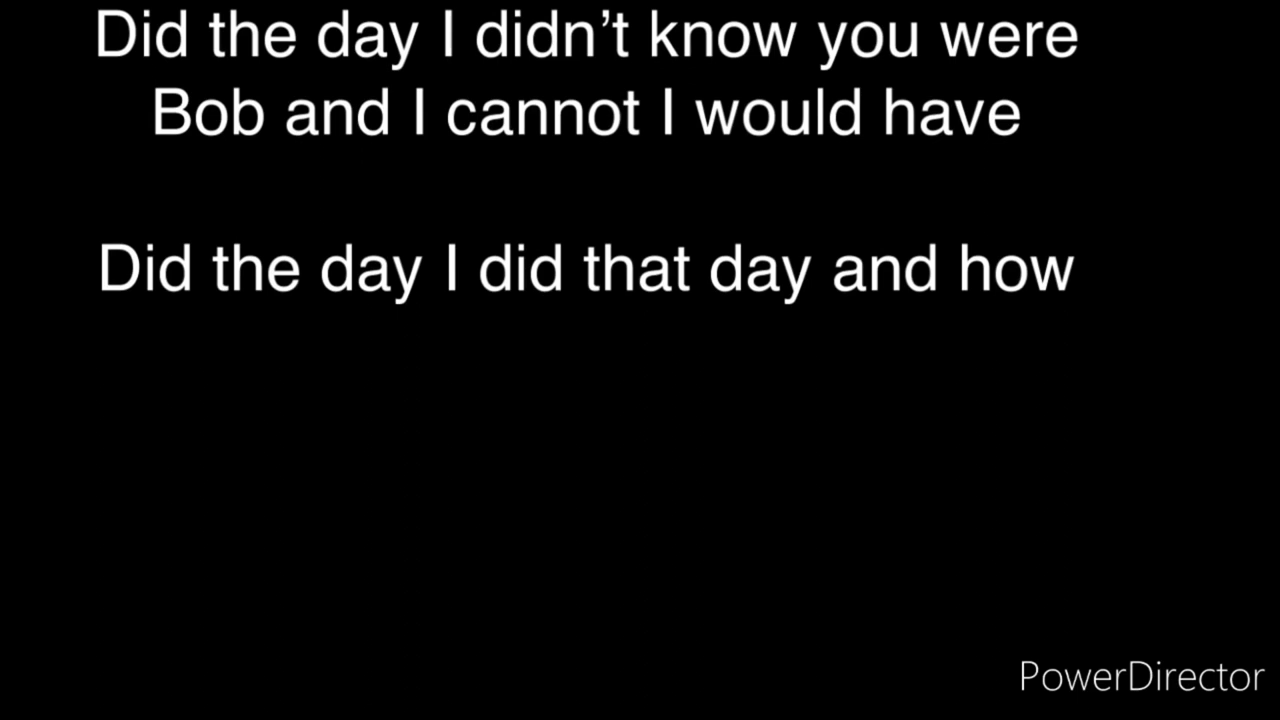 Did the day I didn’t know you were
Bob and I cannot I would have
Did the day I did that day and how
PowerDirector